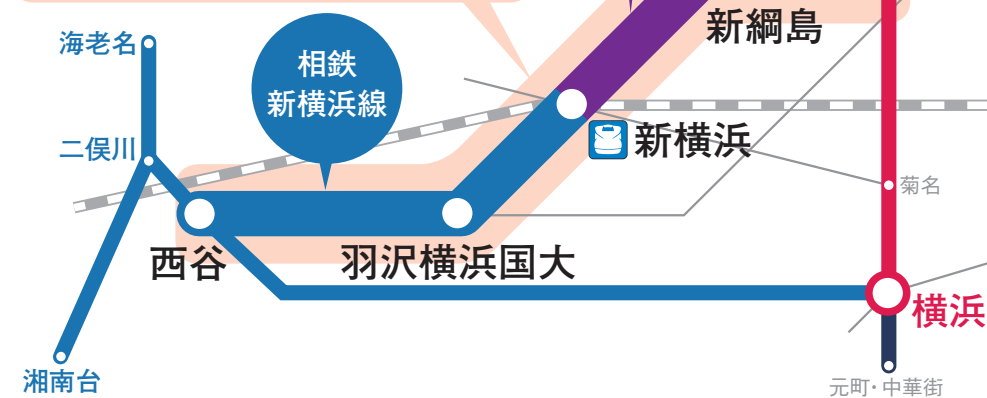 新綱島
海老名
相鉄
新横浜線
二俣川
新横浜
菊名
西谷
羽沢横浜国大
横浜
湘南台
元町・中華街